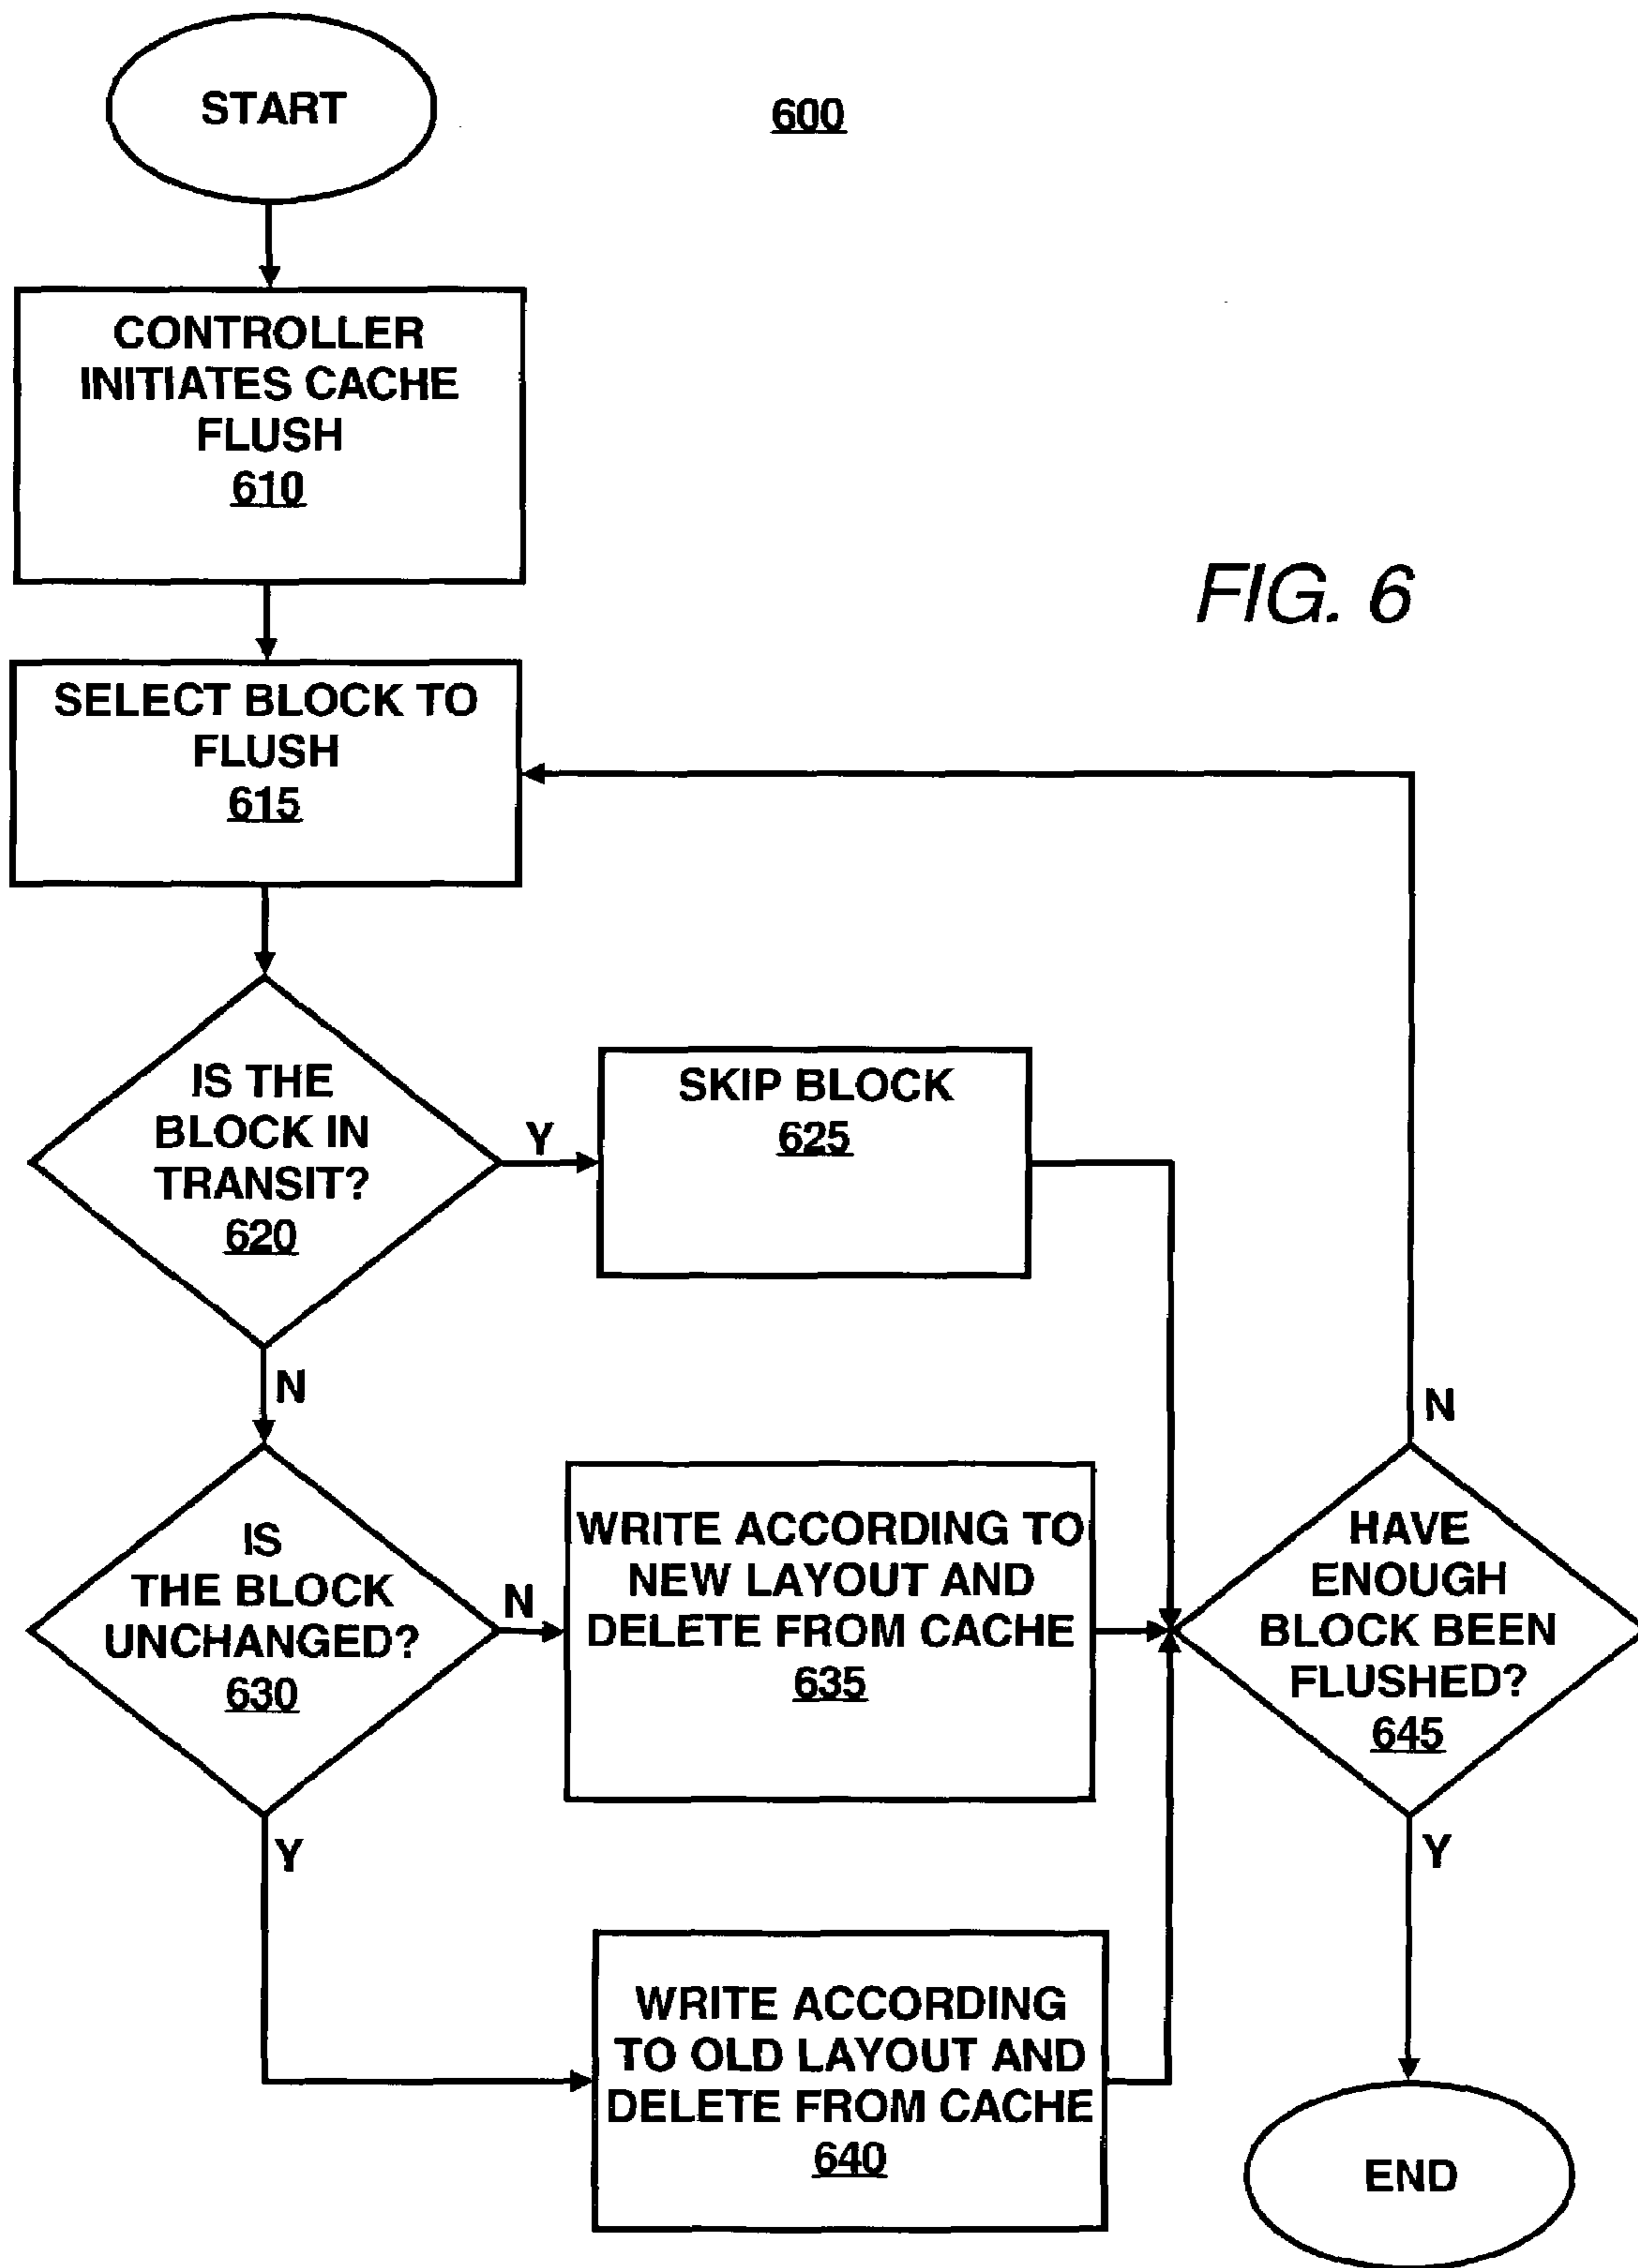 START
600
CONTROLLER
INITIATES CACHE
FLUSH
610
FIG. 6
SELECT BLOCK TO
FLUSH
615
IS THE
BLOCK IN
TRANSIT?
620
Y
SKIP BLOCK
625
N
IS
THE BLOCK
UNCHANGED?
630
N
WRITE ACCORDING TO
NEW LAYOUT AND
DELETE FROM CACHE
635
N
HAVE
ENOUGH
BLOCK BEEN
FLUSHED?
645
Y
Y
WRITE ACCORDING
TO OLD LAYOUT AND
DELETE FROM CACHE
640
END